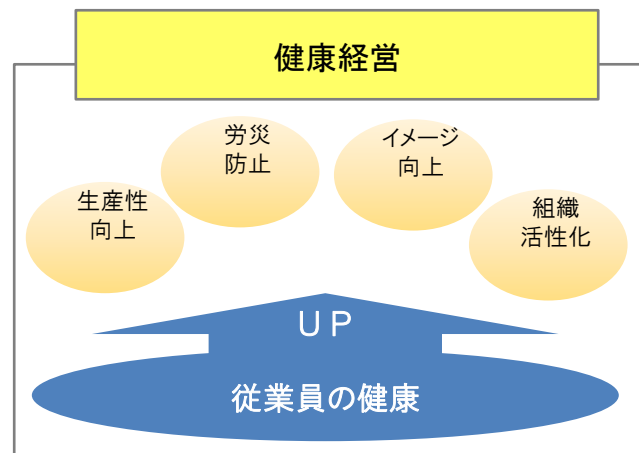 健康経営
生産性
向上
労災
防止
イメージ
向上
組織
活性化
ＵＰ
従業員の健康